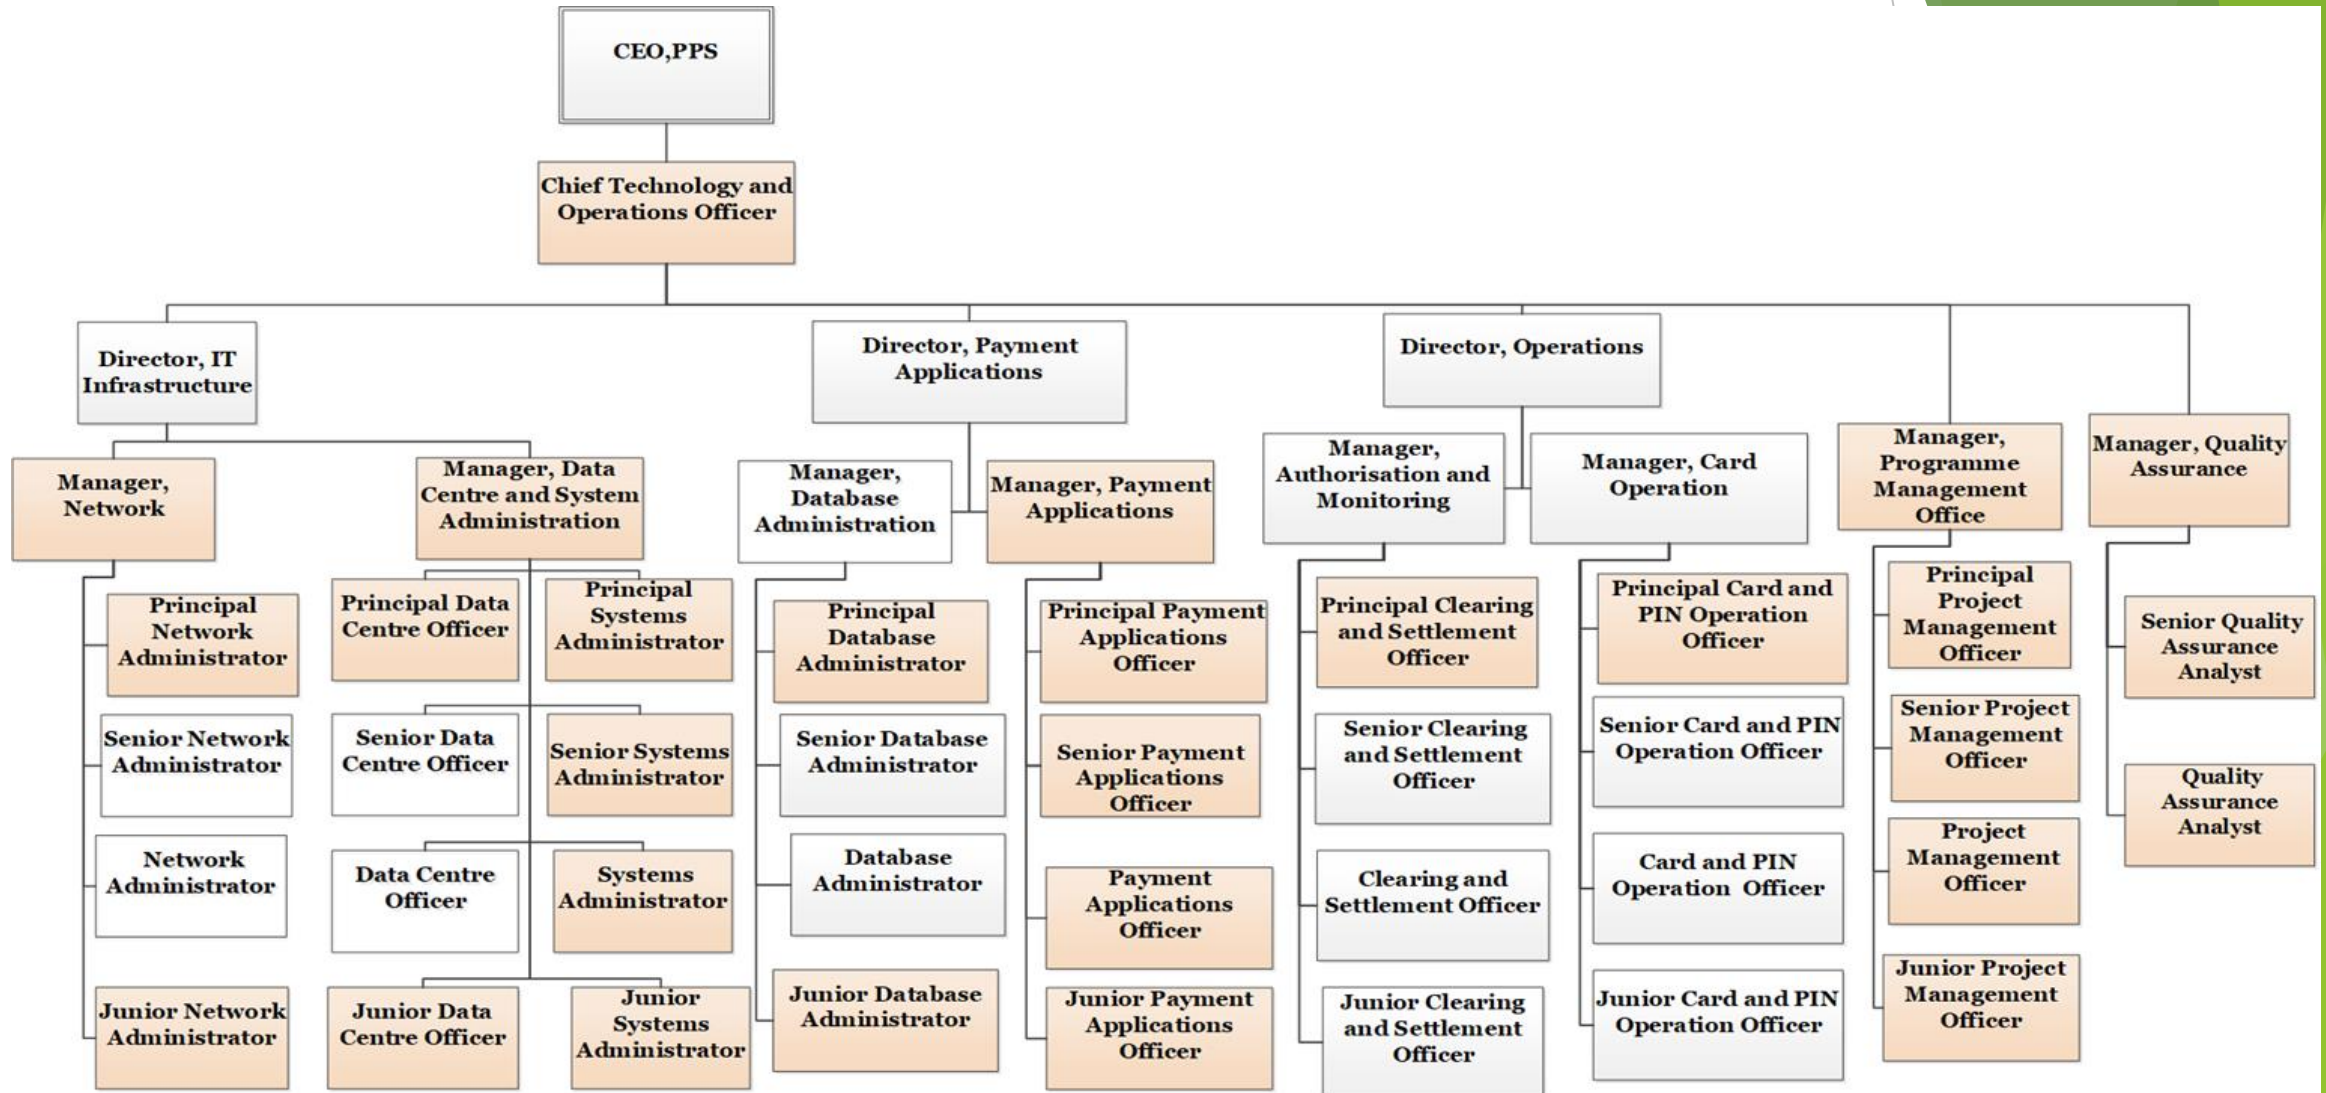 CEO,PPS
Chief Technology and
Operations Officer
Director, IT
Infrastructure
Director, Payment
Applications
Director, Operations
Manager,
Network
Manager, Data
Centre and System
Administration
Manager,
Database
Administration
Manager, Payment
Applications
Manager,
Authorisation and
Monitoring
Manager, Card
Operation
Manager,
Programme
Management
Office
Manager, Quality
Assurance
Principal
Network
Administrator
Senior Network
Administrator
Network
Administrator
Junior Network
Administrator
Principal Data
Centre Officer
Principal
Systems
Administrator
Senior Data
Centre Officer
Senior Systems
Administrator
Data Centre
Officer
Systems
Administrator
Junior Data
Centre Officer
Junior
Systems
Administrator
Principal
Database
Administrator
Senior Database
Administrator
Database
Administrator
Junior Database
Administrator
Principal Payment
Applications
Officer
Senior Payment
Applications
Officer
Payment
Applications
Officer
Junior Payment
Applications
Officer
Principal Clearing
and Settlement
Officer
Senior Clearing
and Settlement
Officer
Clearing and
Settlement Officer
Junior Clearing
and Settlement
Officer
Principal Card and
PIN Operation
Officer
Senior Card and PIN
Operation Officer
Card and PIN
Operation Officer
Junior Card and PIN
Operation Officer
Principal
Project
Management
Officer
Senior Project
Management
Officer
Project
Management
Officer
Junior Project
Management
Officer
Senior Quality
Assurance
Analyst
Quality
Assurance
Analyst